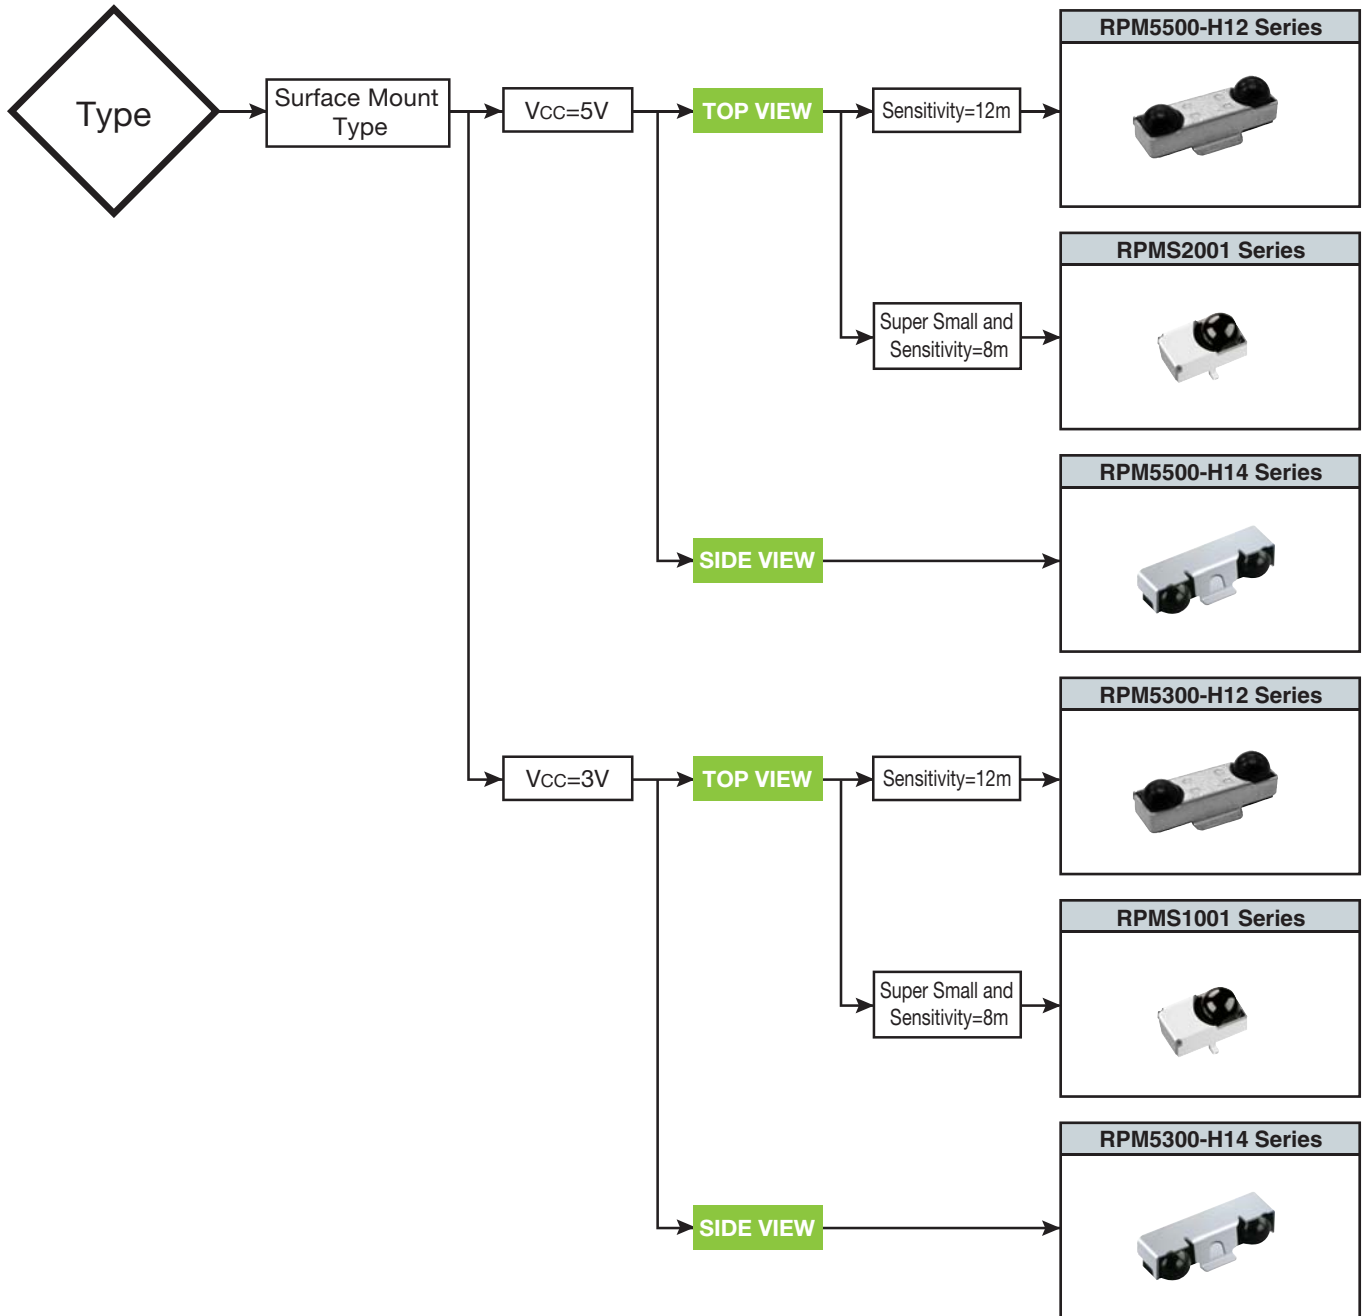 Type
Surface Mount
Type
VCC=5V
TOP VIEW
Sensitivity=12m
RPM5500-H12 Series
Super Small and
Sensitivity=8m
RPMS2001 Series
SIDE VIEW
RPM5500-H14 Series
VCC=3V
TOP VIEW
Sensitivity=12m
RPM5300-H12 Series
Super Small and
Sensitivity=8m
RPMS1001 Series
SIDE VIEW
RPM5300-H14 Series